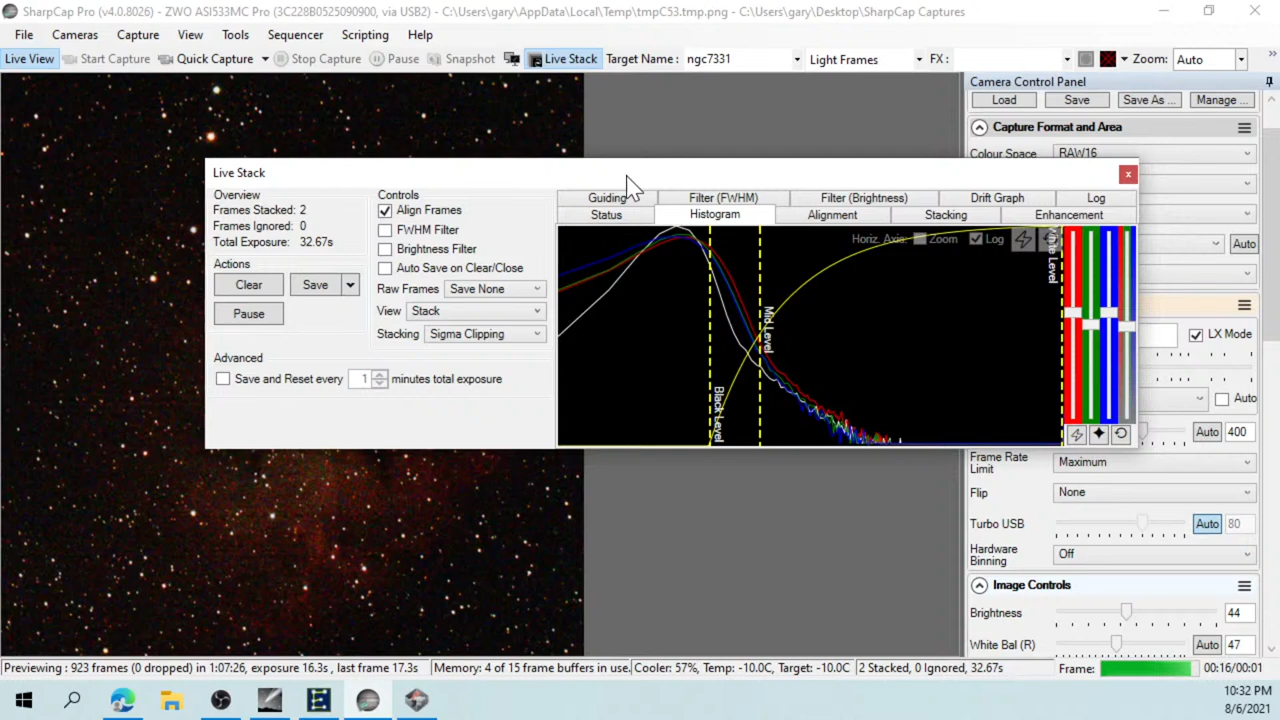 SharpCap Pro (v4.0.8026) - ZWO ASI533MC Pro (3C228B0525090900, via USB2) - C:\Users\gary\AppData\Local\Temp\tmpC53.tmp.png - C:\Users\gary\Desktop\SharpCap Captures
File Cameras Capture View Tools Sequencer Scripting Help
Live View Start Capture Quick Capture Stop Capture Pause Snapshot Live Stack Target Name : ngc7331 Light Frames FX : Zoom: Auto
Camera Control Panel
Load Save Save As ... Manage ...
Capture Format and Area
Colour Space RAW16
Auto
LX Mode
Auto
Auto 400
Frame Rate Limit Maximum
Flip None
Turbo USB Auto 80
Hardware Binning Off
Image Controls
Brightness 44
White Bal (R) Auto 47
Live Stack
Overview
Frames Stacked: 2
Frames Ignored: 0
Total Exposure: 32.67s
Actions
Clear Save
Pause
Controls
Align Frames
FWHM Filter
Brightness Filter
Auto Save on Clear/Close
Raw Frames Save None
View Stack
Stacking Sigma Clipping
Advanced
Save and Reset every 1 minutes total exposure
Guiding Filter (FWHM) Filter (Brightness) Drift Graph Log
Status Histogram Alignment Stacking Enhancement
Horiz. Axis: Zoom Log
Black Level
Mid Level
White Level
Previewing : 923 frames (0 dropped) in 1:07:26, exposure 16.3s , last frame 17.3s Memory: 4 of 15 frame buffers in use. Cooler: 57%, Temp: -10.0C, Target: -10.0C 2 Stacked, 0 Ignored, 32.67s Frame: 00:16/00:01
10:32 PM
8/6/2021